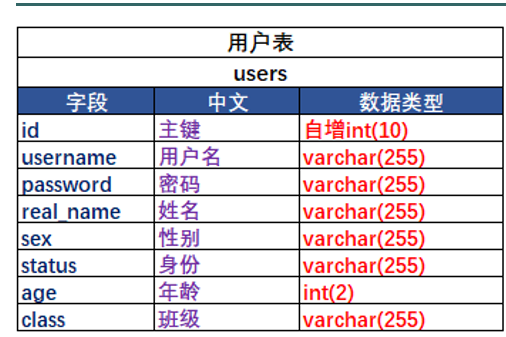 用户表
users
字段 中文 数据类型
id 主键 自增int(10)
username 用户名 varchar(255)
password 密码 varchar(255)
real_name 姓名 varchar(255)
sex 性别 varchar(255)
status 身份 varchar(255)
age 年龄 int(2)
class 班级 varchar(255)